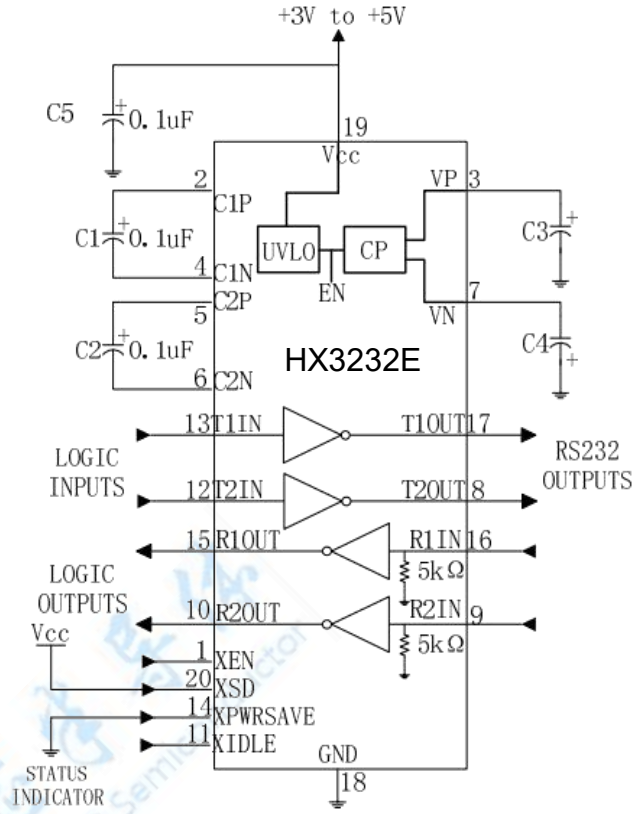 +3V to +5V
C5
+
0.1uF
19
Vcc
2
C1P
VP
3
C1
+
0.1uF
UVLO
CP
C3
+
4
C1N
EN
C2P
5
7
VN
C2
+
0.1uF
C4
+
HX3232E
6
C2N
13
T1IN
T1OUT
17
LOGIC
INPUTS
RS232
OUTPUTS
12
T2IN
T2OUT
8
15
R1OUT
R1IN
16
5kΩ
LOGIC
OUTPUTS
10
R2OUT
R2IN
9
5kΩ
Vcc
1
XEN
20
XSD
14
XPWRSAVE
11
XIDLE
STATUS
INDICATOR
GND
18
Semiconductor